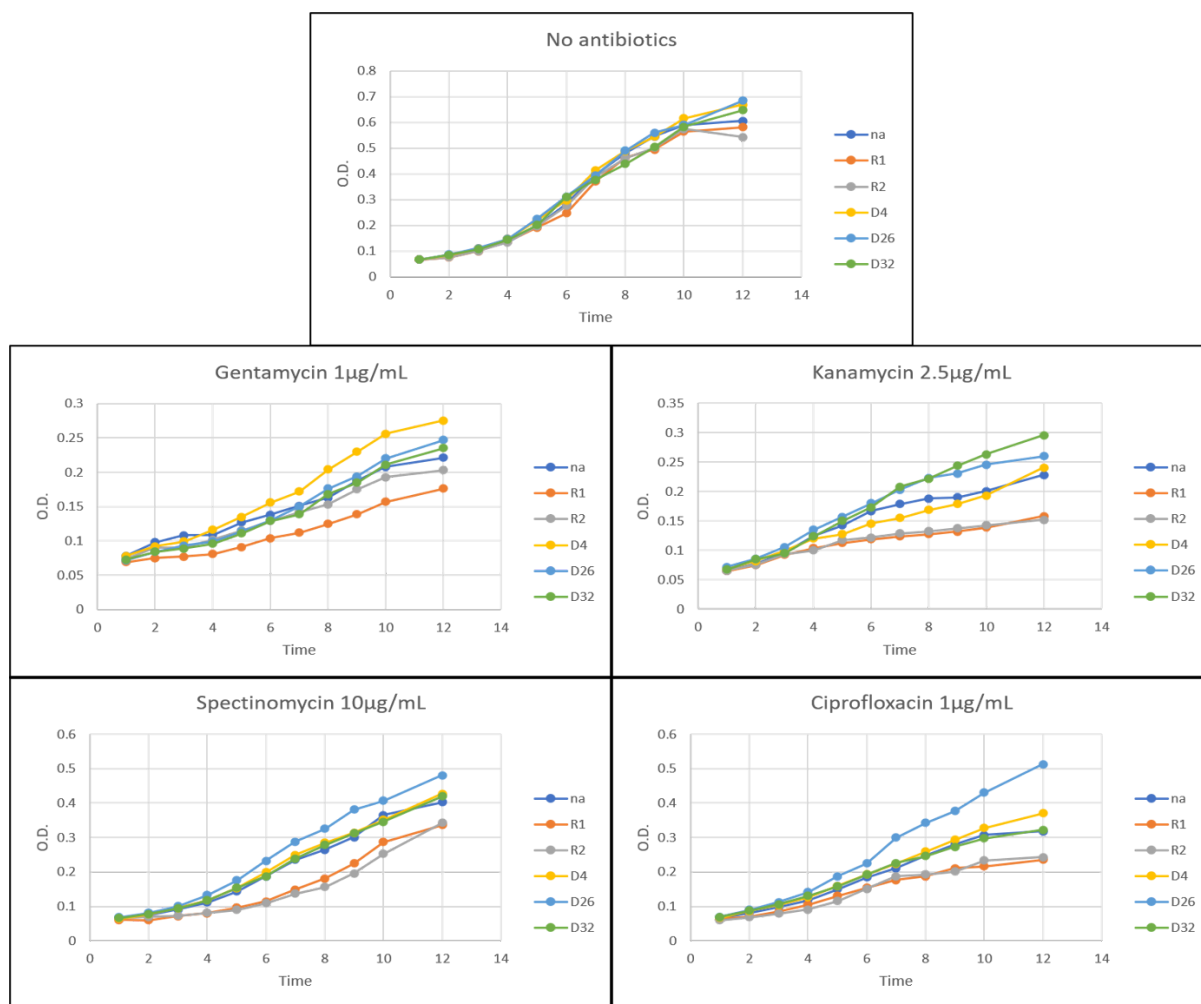 No antibiotics
O.D.
0.8
0.7
0.6
0.5
0.4
0.3
0.2
0.1
0
0 2 4 6 8 10 12 14
Time
na
R1
R2
D4
D26
D32
Gentamycin 1µg/mL
O.D.
0.3
0.25
0.2
0.15
0.1
0.05
0
0 2 4 6 8 10 12 14
Time
na
R1
R2
D4
D26
D32
Kanamycin 2.5µg/mL
O.D.
0.35
0.3
0.25
0.2
0.15
0.1
0.05
0
0 2 4 6 8 10 12 14
Time
na
R1
R2
D4
D26
D32
Spectinomycin 10µg/mL
O.D.
0.6
0.5
0.4
0.3
0.2
0.1
0
0 2 4 6 8 10 12 14
Time
na
R1
R2
D4
D26
D32
Ciprofloxacin 1µg/mL
O.D.
0.6
0.5
0.4
0.3
0.2
0.1
0
0 2 4 6 8 10 12 14
Time
na
R1
R2
D4
D26
D32